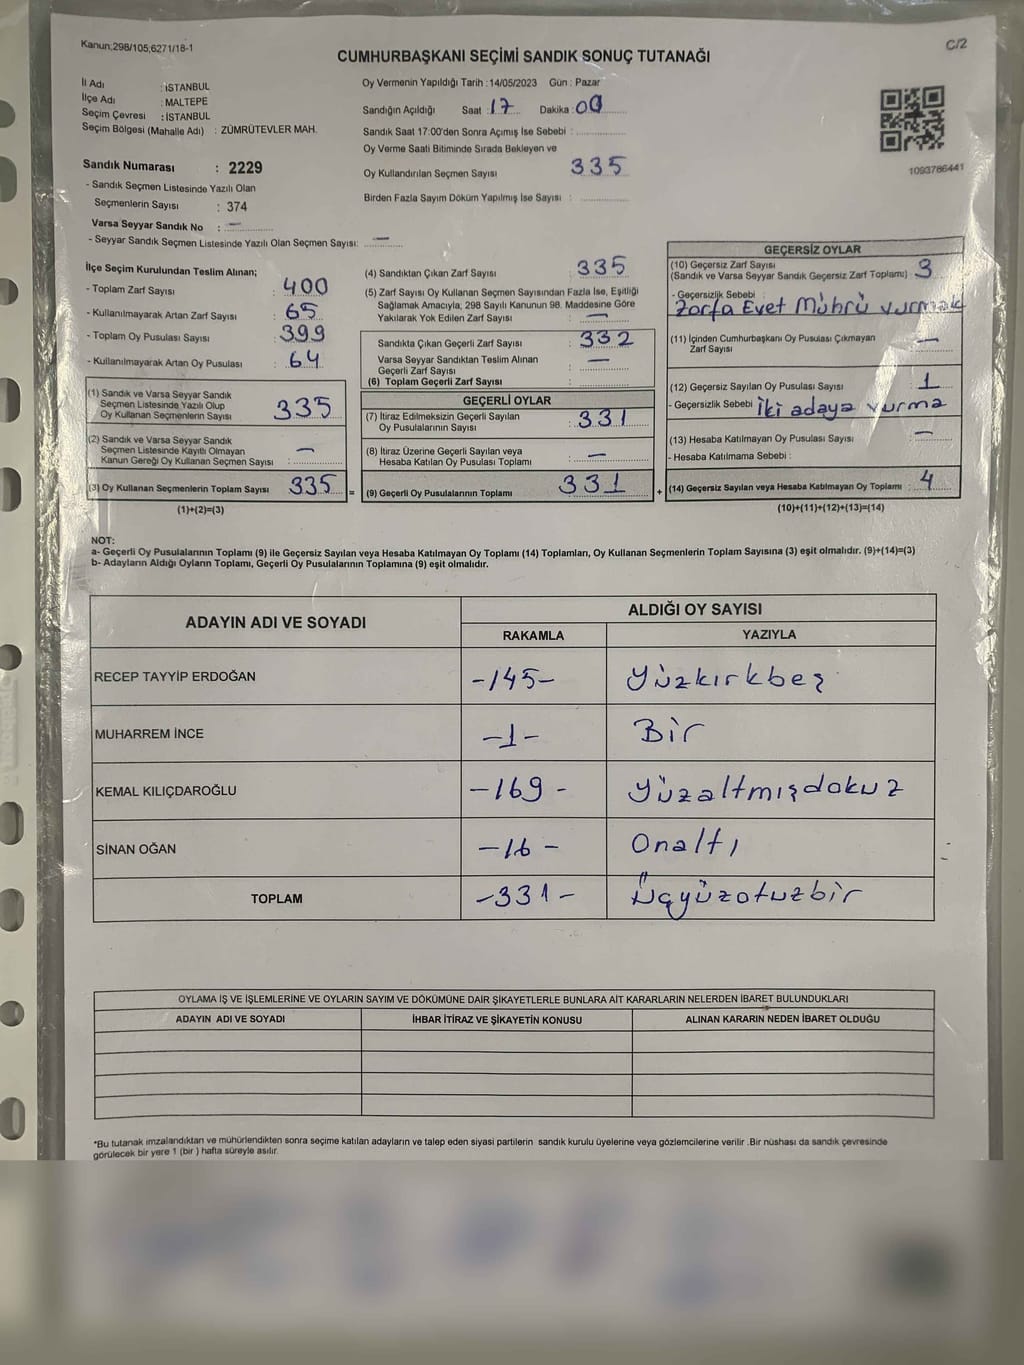 Kanun;298/105;6271/18-1
C/2
CUMHURBAŞKANI SEÇİMİ SANDIK SONUÇ TUTANAĞI
İl Adı : İSTANBUL
İlçe Adı : MALTEPE
Seçim Çevresi : İSTANBUL
Seçim Bölgesi (Mahalle Adı) : ZÜMRÜTEVLER MAH.
Sandık Numarası : 2229
- Sandık Seçmen Listesinde Yazılı Olan
Seçmenlerin Sayısı : 374
Varsa Seyyar Sandık No : —
- Seyyar Sandık Seçmen Listesinde Yazılı Olan Seçmen Sayısı: —
Oy Vermenin Yapıldığı Tarih : 14/05/2023 Gün : Pazar
Sandığın Açıldığı Saat : 17 Dakika : 00
Sandık Saat 17:00'den Sonra Açımış İse Sebebi :
Oy Verme Saati Bitiminde Sırada Bekleyen ve
Oy Kullandırılan Seçmen Sayısı 335
Birden Fazla Sayım Döküm Yapılmış İse Sayısı :
1093786441
İlçe Seçim Kurulundan Teslim Alınan;
- Toplam Zarf Sayısı : 400
- Kullanılmayarak Artan Zarf Sayısı : 65
- Toplam Oy Pusulası Sayısı : 399
- Kullanılmayarak Artan Oy Pusulası : 64
(1) Sandık ve Varsa Seyyar Sandık
Seçmen Listesinde Yazılı Olup
Oy Kullanan Seçmenlerin Sayısı : 335
(2) Sandık ve Varsa Seyyar Sandık
Seçmen Listesinde Kayıtlı Olmayan
Kanun Gereği Oy Kullanan Seçmen Sayısı : —
(3) Oy Kullanan Seçmenlerin Toplam Sayısı 335 =
(1)+(2)=(3)
(4) Sandıktan Çıkan Zarf Sayısı : 335
(5) Zarf Sayısı Oy Kullanan Seçmen Sayısından Fazla İse, Eşitliği
Sağlamak Amacıyla, 298 Sayılı Kanunun 98. Maddesine Göre
Yakılarak Yok Edilen Zarf Sayısı : —
Sandıkta Çıkan Geçerli Zarf Sayısı : 332
Varsa Seyyar Sandıktan Teslim Alınan
Geçerli Zarf Sayısı : —
(6) Toplam Geçerli Zarf Sayısı :
GEÇERLİ OYLAR
(7) İtiraz Edilmeksizin Geçerli Sayılan
Oy Pusulalarının Sayısı : 331
(8) İtiraz Üzerine Geçerli Sayılan veya
Hesaba Katılan Oy Pusulası Toplamı : —
(9) Geçerli Oy Pusulalarının Toplamı 331 +
GEÇERSİZ OYLAR
(10) Geçersiz Zarf Sayısı
(Sandık ve Varsa Seyyar Sandık Geçersiz Zarf Toplamı) : 3
- Geçersizlik Sebebi :
Zarfa Evet Mührü vurmak
(11) İçinden Cumhurbaşkanı Oy Pusulası Çıkmayan
Zarf Sayısı : —
(12) Geçersiz Sayılan Oy Pusulası Sayısı : 1
- Geçersizlik Sebebi : İki adaya vurma
(13) Hesaba Katılmayan Oy Pusulası Sayısı : —
- Hesaba Katılmama Sebebi :
(14) Geçersiz Sayılan veya Hesaba Katılmayan Oy Toplamı : 4
(10)+(11)+(12)+(13)=(14)
NOT:
a- Geçerli Oy Pusulalarının Toplamı (9) ile Geçersiz Sayılan veya Hesaba Katılmayan Oy Toplamı (14) Toplamları, Oy Kullanan Seçmenlerin Toplam Sayısına (3) eşit olmalıdır. (9)+(14)=(3)
b- Adayların Aldığı Oyların Toplamı, Geçerli Oy Pusulalarının Toplamına (9) eşit olmalıdır.
ADAYIN ADI VE SOYADI ALDIĞI OY SAYISI
RAKAMLA YAZIYLA
RECEP TAYYİP ERDOĞAN -145- Yüzkırkbeş
MUHARREM İNCE -1- Bir
KEMAL KILIÇDAROĞLU -169- Yüzaltmışdokuz
SİNAN OĞAN -16- Onaltı
TOPLAM -331- Üçyüzotuzbir
OYLAMA İŞ VE İŞLEMLERİNE VE OYLARIN SAYIM VE DÖKÜMÜNE DAİR ŞİKAYETLERLE BUNLARA AİT KARARLARIN NELERDEN İBARET BULUNDUKLARI
ADAYIN ADI VE SOYADI İHBAR İTİRAZ VE ŞİKAYETİN KONUSU ALINAN KARARIN NEDEN İBARET OLDUĞU
*Bu tutanak imzalandıktan ve mühürlendikten sonra seçime katılan adayların ve talep eden siyasi partilerin sandık kurulu üyelerine veya gözlemcilerine verilir .Bir nüshası da sandık çevresinde
görülecek bir yere 1 (bir ) hafta süreyle asılır.